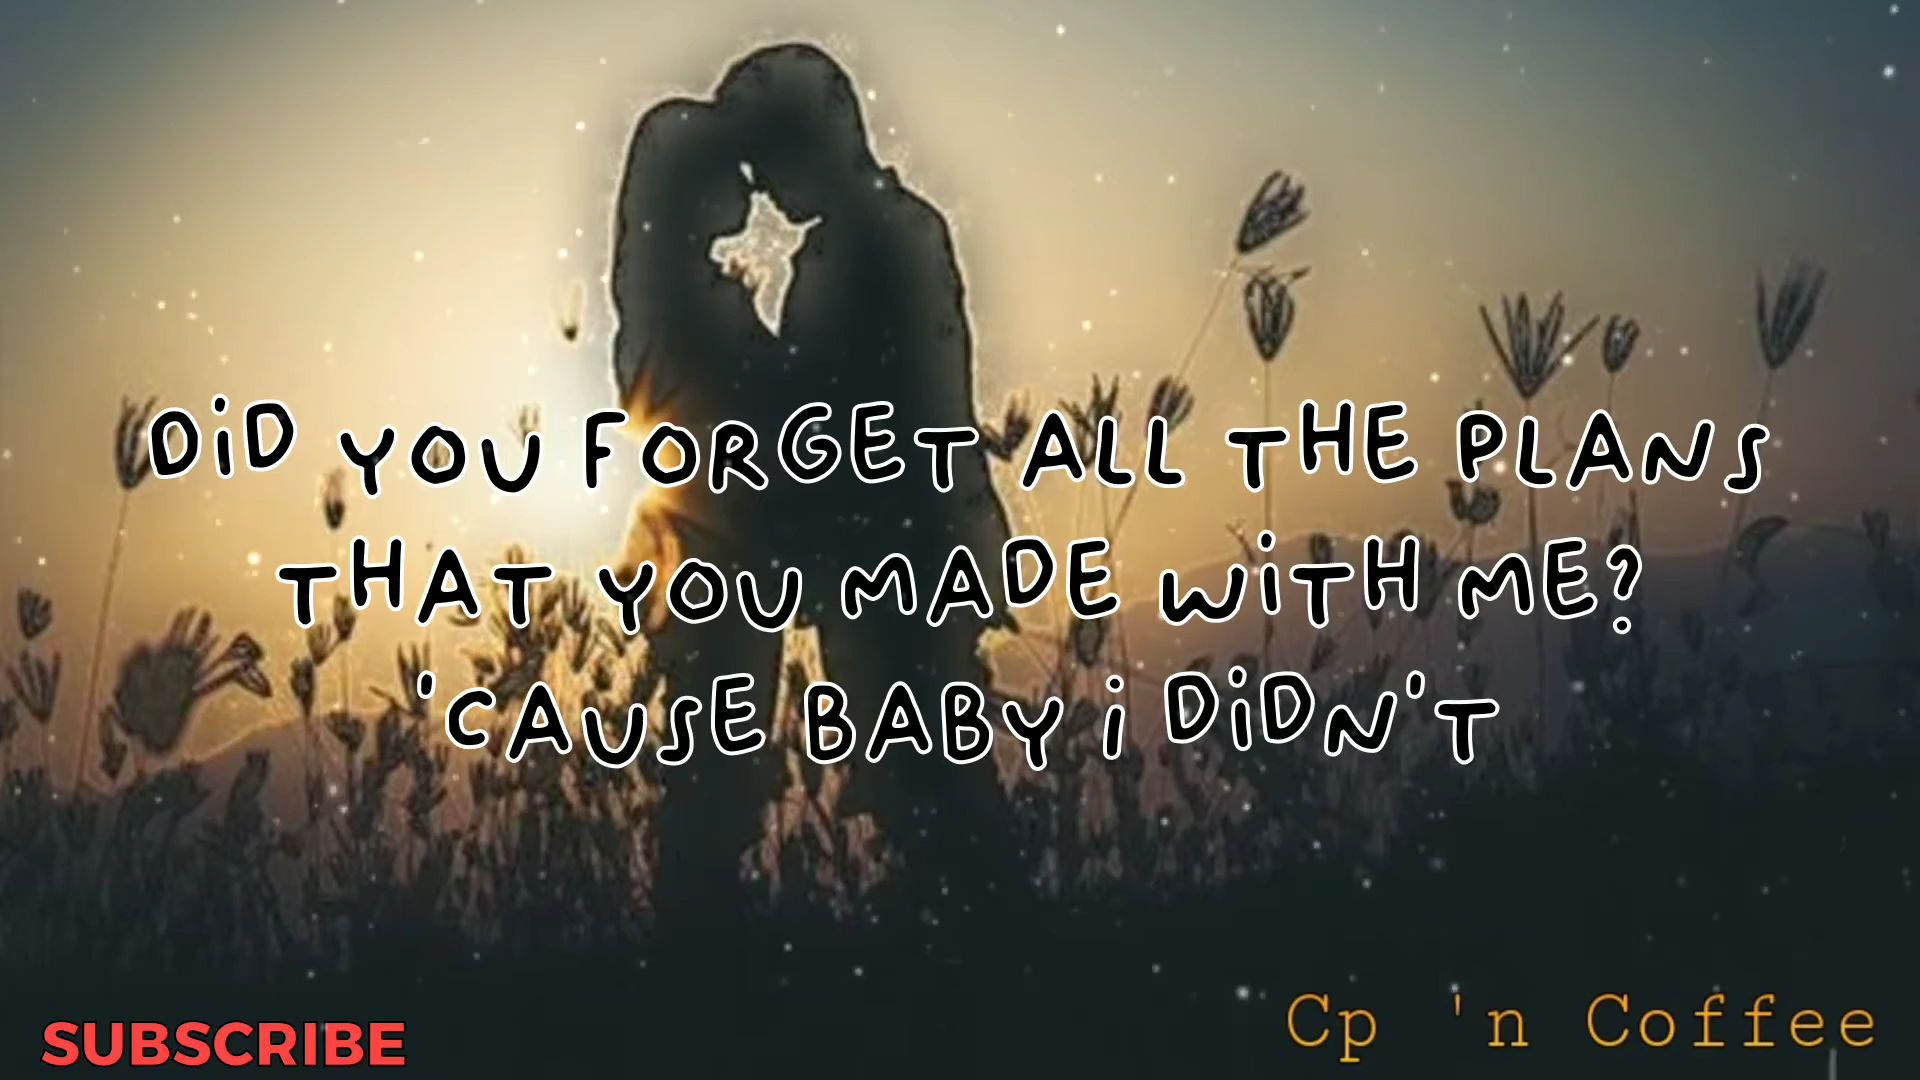 DiD YOU FORGET ALL THE PLANS
THAT YOU MADE WiTH ME?
'CAUSE BABY i DiDN'T
SUBSCRIBE
Cp 'n Coffee